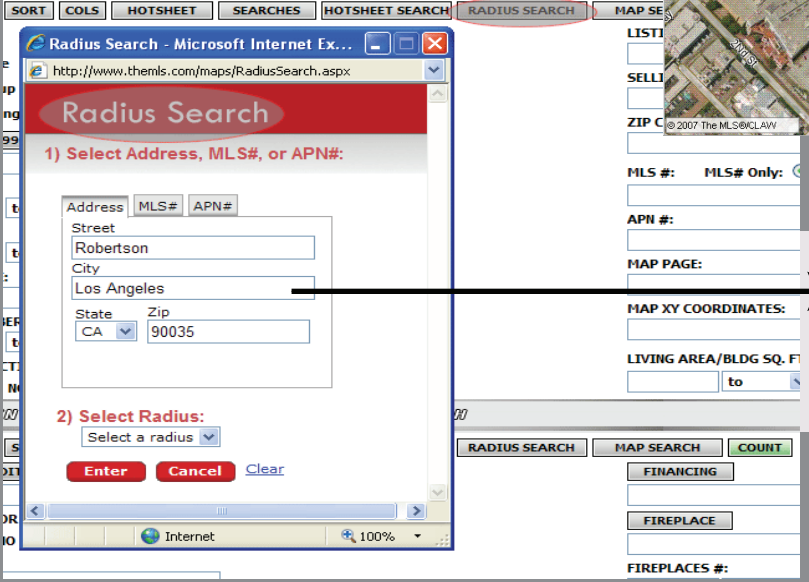 SORT COLS HOTSHEET SEARCHES HOTSHEET SEARCH RADIUS SEARCH MAP SE
2nd St
© 2007 The MLS®/CLAW
Radius Search - Microsoft Internet Ex...
http://www.themls.com/maps/RadiusSearch.aspx
Radius Search
1) Select Address, MLS#, or APN#:
Address MLS# APN#
Street
Robertson
City
Los Angeles
State Zip
CA 90035
2) Select Radius:
Select a radius
Enter Cancel Clear
Internet 100%
LISTI
SELLI
ZIP C
MLS #: MLS# Only:
APN #:
MAP PAGE:
MAP XY COORDINATES:
LIVING AREA/BLDG SQ. FT
to
RADIUS SEARCH MAP SEARCH COUNT
FINANCING
FIREPLACE
FIREPLACES #: